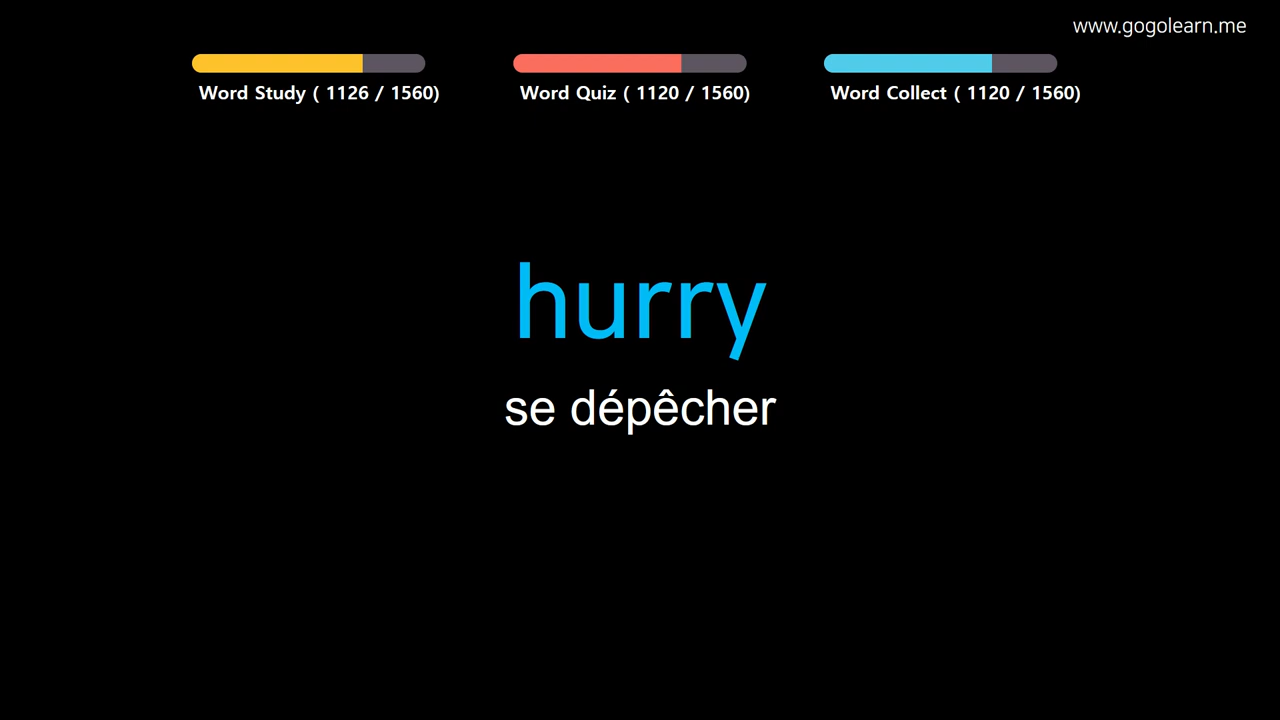 www.gogolearn.me
Word Study ( 1126 / 1560)
Word Quiz ( 1120 / 1560)
Word Collect ( 1120 / 1560)
hurry
se dépêcher